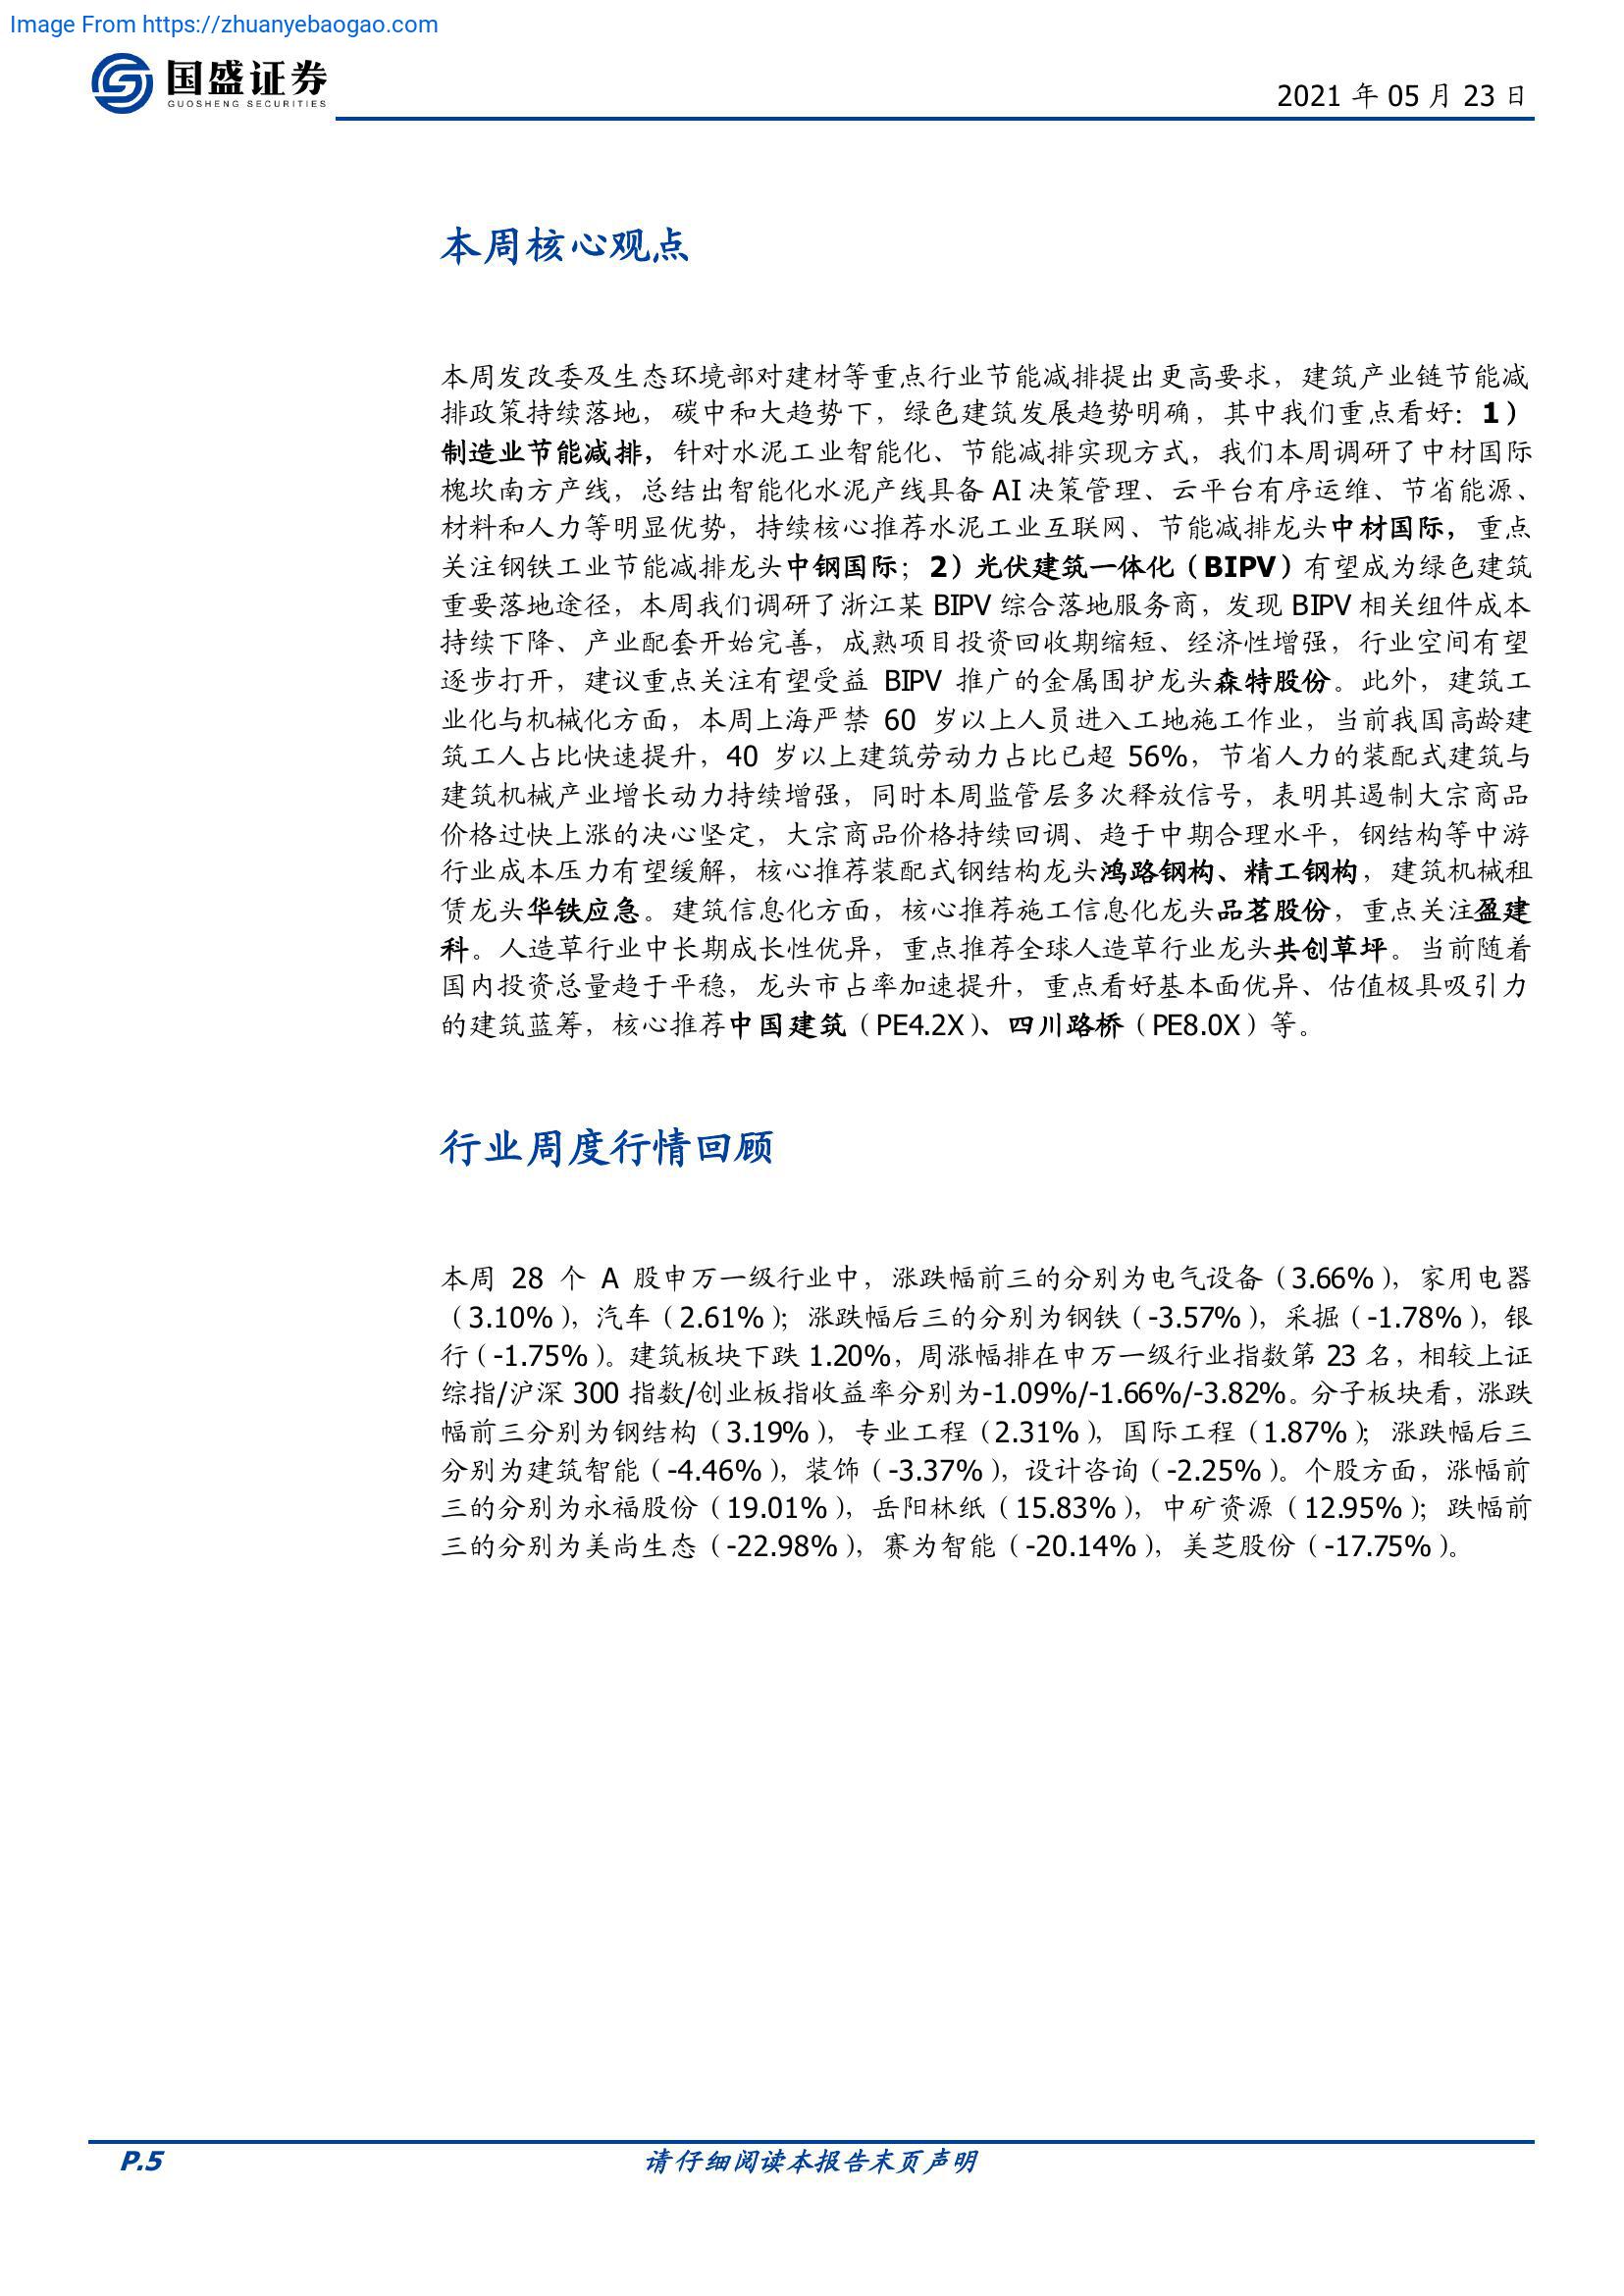 Image From https://zhuanyebaogao.com
国盛证券
GUOSHENG SECURITIES
2021 年 05 月 23 日
本周核心观点
本周发改委及生态环境部对建材等重点行业节能减排提出更高要求，建筑产业链节能减
排政策持续落地，碳中和大趋势下，绿色建筑发展趋势明确，其中我们重点看好：1）
制造业节能减排，针对水泥工业智能化、节能减排实现方式，我们本周调研了中材国际
槐坎南方产线，总结出智能化水泥产线具备 AI 决策管理、云平台有序运维、节省能源、
材料和人力等明显优势，持续核心推荐水泥工业互联网、节能减排龙头中材国际，重点
关注钢铁工业节能减排龙头中钢国际；2）光伏建筑一体化（BIPV）有望成为绿色建筑
重要落地途径，本周我们调研了浙江某 BIPV 综合落地服务商，发现 BIPV 相关组件成本
持续下降、产业配套开始完善，成熟项目投资回收期缩短、经济性增强，行业空间有望
逐步打开，建议重点关注有望受益 BIPV 推广的金属围护龙头森特股份。此外，建筑工
业化与机械化方面，本周上海严禁 60 岁以上人员进入工地施工作业，当前我国高龄建
筑工人占比快速提升，40 岁以上建筑劳动力占比已超 56%，节省人力的装配式建筑与
建筑机械产业增长动力持续增强，同时本周监管层多次释放信号，表明其遏制大宗商品
价格过快上涨的决心坚定，大宗商品价格持续回调、趋于中期合理水平，钢结构等中游
行业成本压力有望缓解，核心推荐装配式钢结构龙头鸿路钢构、精工钢构，建筑机械租
赁龙头华铁应急。建筑信息化方面，核心推荐施工信息化龙头品茗股份，重点关注盈建
科。人造草行业中长期成长性优异，重点推荐全球人造草行业龙头共创草坪。当前随着
国内投资总量趋于平稳，龙头市占率加速提升，重点看好基本面优异、估值极具吸引力
的建筑蓝筹，核心推荐中国建筑（PE4.2X）、四川路桥（PE8.0X）等。
行业周度行情回顾
本周 28 个 A 股申万一级行业中，涨跌幅前三的分别为电气设备（3.66%），家用电器
（3.10%），汽车（2.61%）；涨跌幅后三的分别为钢铁（-3.57%），采掘（-1.78%），银
行（-1.75%）。建筑板块下跌 1.20%，周涨幅排在申万一级行业指数第 23 名，相较上证
综指/沪深 300 指数/创业板指收益率分别为-1.09%/-1.66%/-3.82%。分子板块看，涨跌
幅前三分别为钢结构（3.19%），专业工程（2.31%），国际工程（1.87%）；涨跌幅后三
分别为建筑智能（-4.46%），装饰（-3.37%），设计咨询（-2.25%）。个股方面，涨幅前
三的分别为永福股份（19.01%），岳阳林纸（15.83%），中矿资源（12.95%）；跌幅前
三的分别为美尚生态（-22.98%），赛为智能（-20.14%），美芝股份（-17.75%）。
P.5
请仔细阅读本报告末页声明